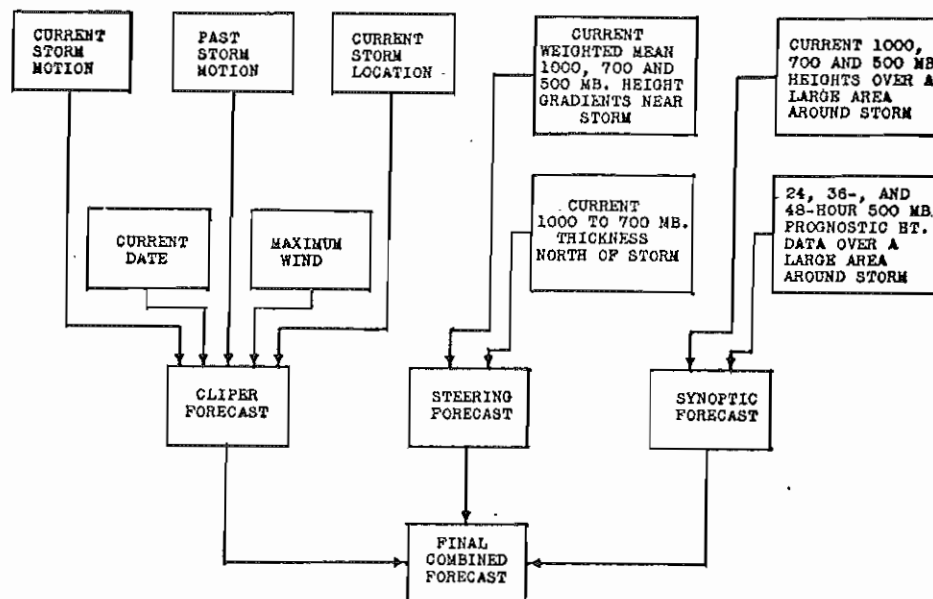 CURRENT
STORM
MOTION
PAST
STORM
MOTION
CURRENT
STORM
LOCATION
CURRENT
WEIGHTED MEAN
1000, 700 AND
500 MB. HEIGHT
GRADIENTS NEAR
STORM
CURRENT 1000,
700 AND 500 MB.
HEIGHTS OVER A
LARGE AREA
AROUND STORM
CURRENT
DATE
MAXIMUM
WIND
CURRENT
1000 TO 700 MB.
THICKNESS
NORTH OF STORM
24, 36-, AND
48-HOUR 500 MB.
PROGNOSTIC HT.
DATA OVER A
LARGE AREA
AROUND STORM
CLIPER
FORECAST
STEERING
FORECAST
SYNOPTIC
FORECAST
FINAL
COMBINED
FORECAST